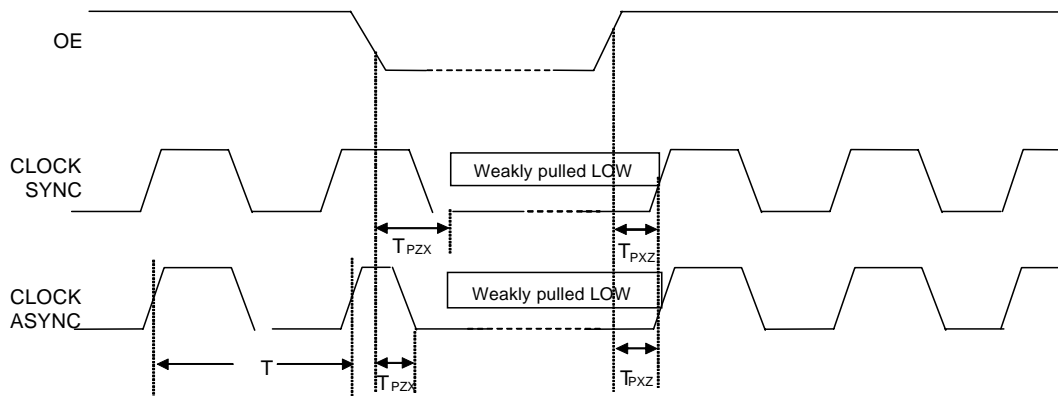 OE
CLOCK
SYNC
Weakly pulled LOW
TPZX
TPXZ
CLOCK
ASYNC
Weakly pulled LOW
T
TPZX
TPXZ